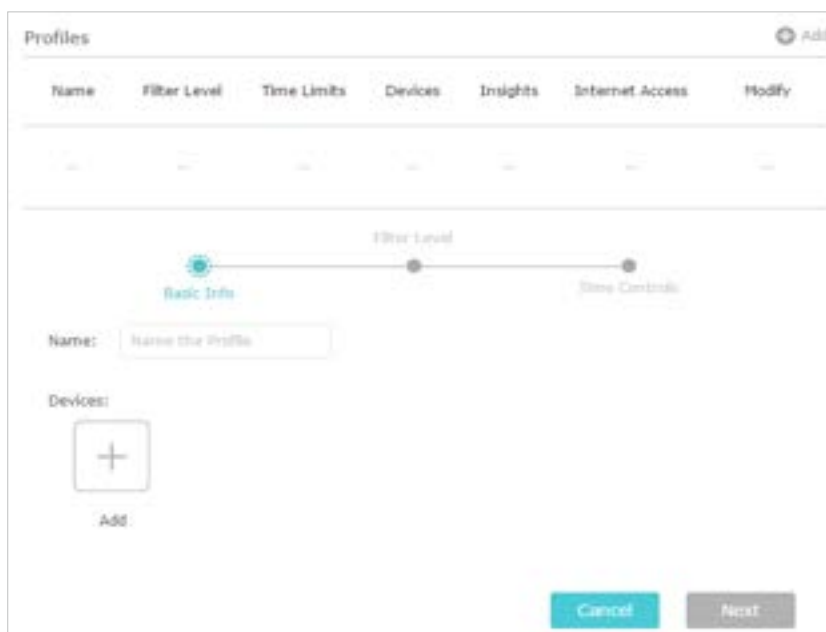 Profiles Add
Name Filter Level Time Limits Devices Insights Internet Access Modify
-- -- -- -- -- -- --
Filter Level
Basic Info Time Controls
Name: Name the Profile
Devices:
Add
Cancel Next